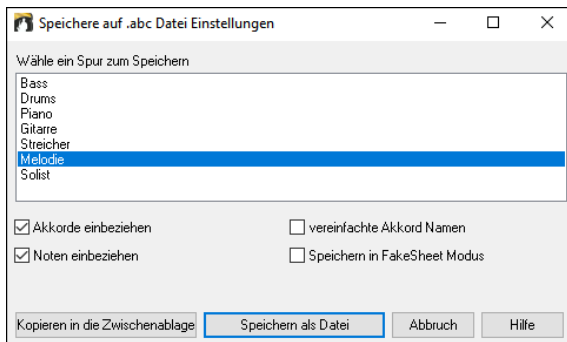 Speichere auf .abc Datei Einstellungen
Wähle ein Spur zum Speichern
Bass
Drums
Piano
Gitarre
Streicher
Melodie
Solist
Akkorde einbeziehen
vereinfachte Akkord Namen
Noten einbeziehen
Speichern in FakeSheet Modus
Kopieren in die Zwischenablage
Speichern als Datei
Abbruch
Hilfe